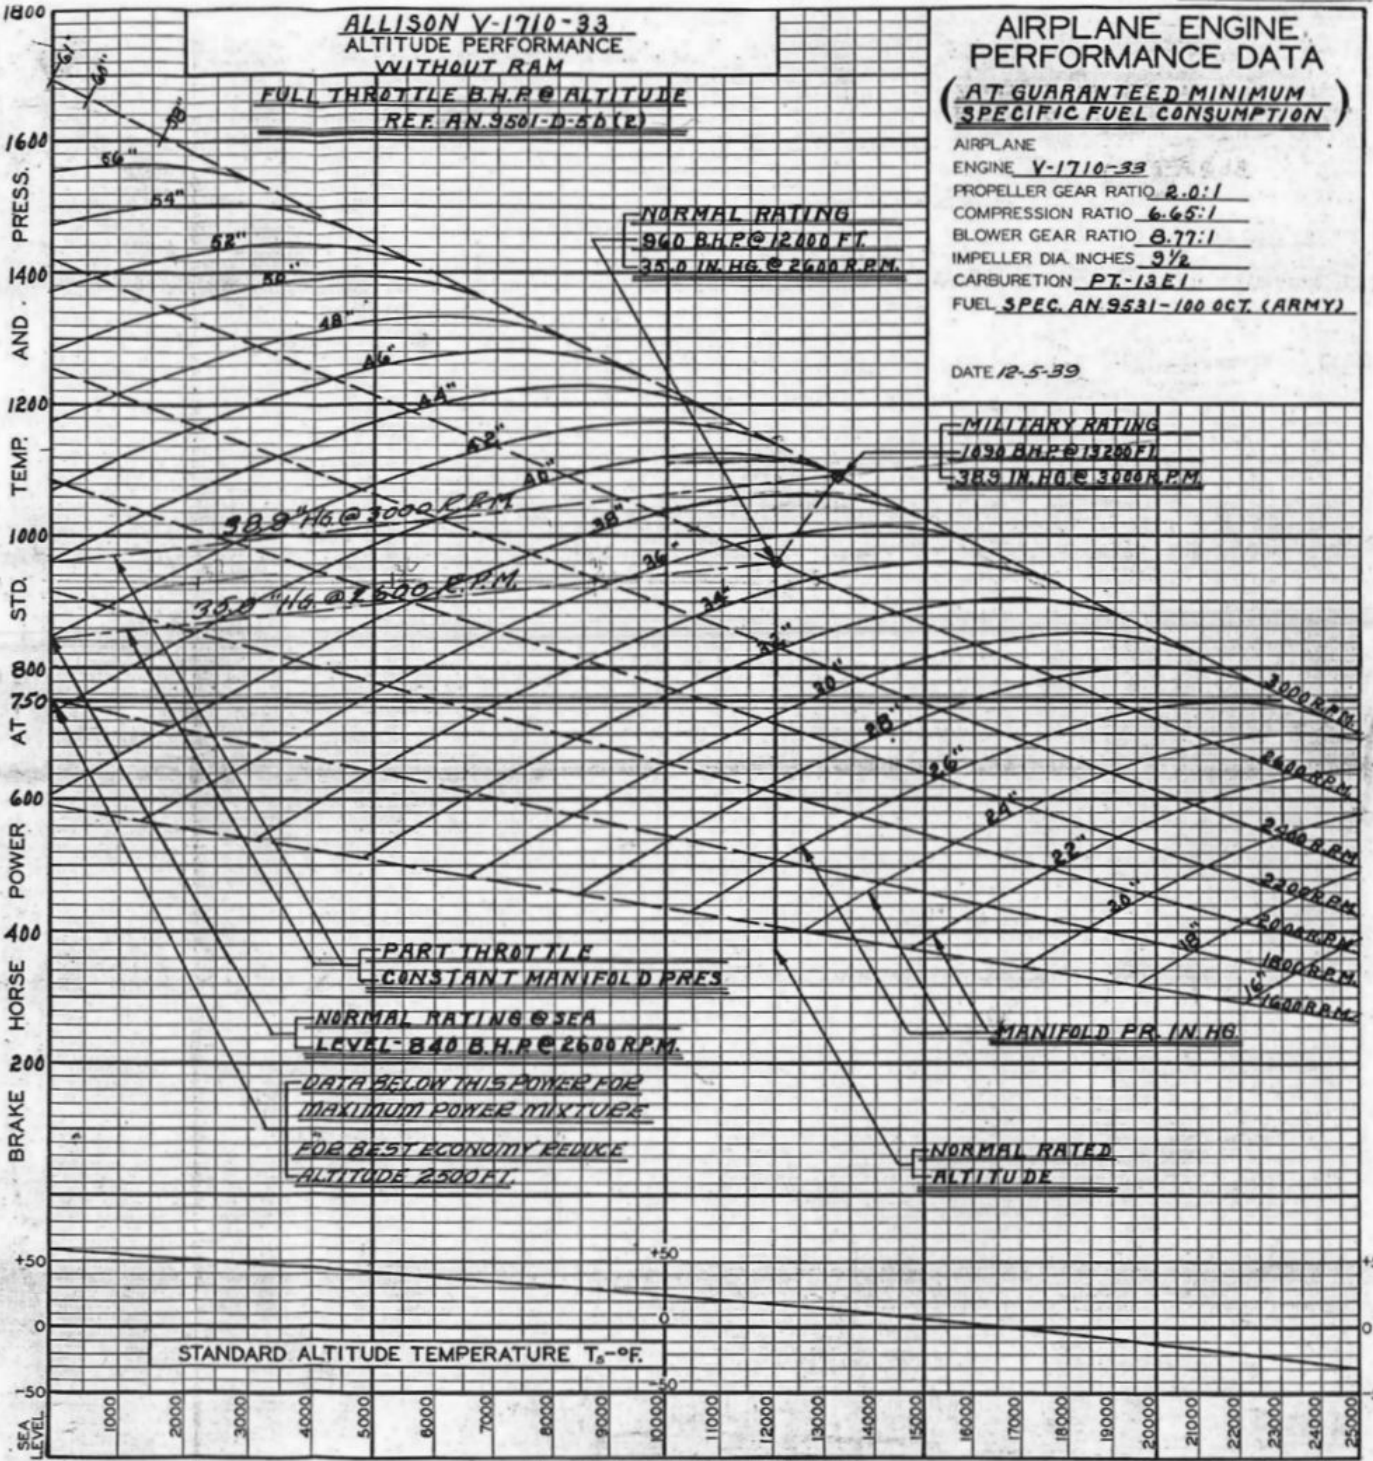 ALLISON V-1710-33
ALTITUDE PERFORMANCE
WITHOUT RAM
FULL THROTTLE B.H.P. @ ALTITUDE
REF. AN.9501-D-5D(2)
AIRPLANE ENGINE
PERFORMANCE DATA
( AT GUARANTEED MINIMUM
SPECIFIC FUEL CONSUMPTION )
AIRPLANE
ENGINE V-1710-33
PROPELLER GEAR RATIO 2.0:1
COMPRESSION RATIO 6.65:1
BLOWER GEAR RATIO 8.77:1
IMPELLER DIA. INCHES 9½
CARBURETION PT.-13E1
FUEL SPEC. AN 9531-100 OCT. (ARMY)
DATE 12-5-39
NORMAL RATING
960 B.H.P. @ 12000 FT.
35.0 IN. HG. @ 2600 R.P.M.
MILITARY RATING
1090 B.H.P. @ 13200 FT.
38.9 IN. HG. @ 3000 R.P.M.
61"
60"
58"
56"
54"
52"
50"
48"
46"
44"
42"
40"
38"
36"
34"
32"
30"
28"
26"
24"
22"
20"
18"
16"
38.9" HG. @ 3000 R.P.M.
35.0 "HG. @ 2600 R.P.M.
3000 R.P.M.
2600 R.P.M.
2400 R.P.M.
2200 R.P.M.
2000 R.P.M.
1800 R.P.M.
1600 R.P.M.
PART THROTTLE
CONSTANT MANIFOLD PRES.
NORMAL RATING @ SEA
LEVEL-840 B.H.P. @ 2600 R.P.M.
DATA BELOW THIS POWER FOR
MAXIMUM POWER MIXTURE
FOR BEST ECONOMY REDUCE
ALTITUDE 2500 FT.
MANIFOLD PR. IN. HG.
NORMAL RATED
ALTITUDE
BRAKE HORSE POWER AT STD. TEMP. AND PRESS.
1800
1600
1400
1200
1000
800
750
600
400
200
+50
0
-50
+50
0
-50
0
STANDARD ALTITUDE TEMPERATURE Ts-°F.
SEA
LEVEL
1000
2000
3000
4000
5000
6000
7000
8000
9000
10000
11000
12000
13000
14000
15000
16000
17000
18000
19000
20000
21000
22000
23000
24000
25000